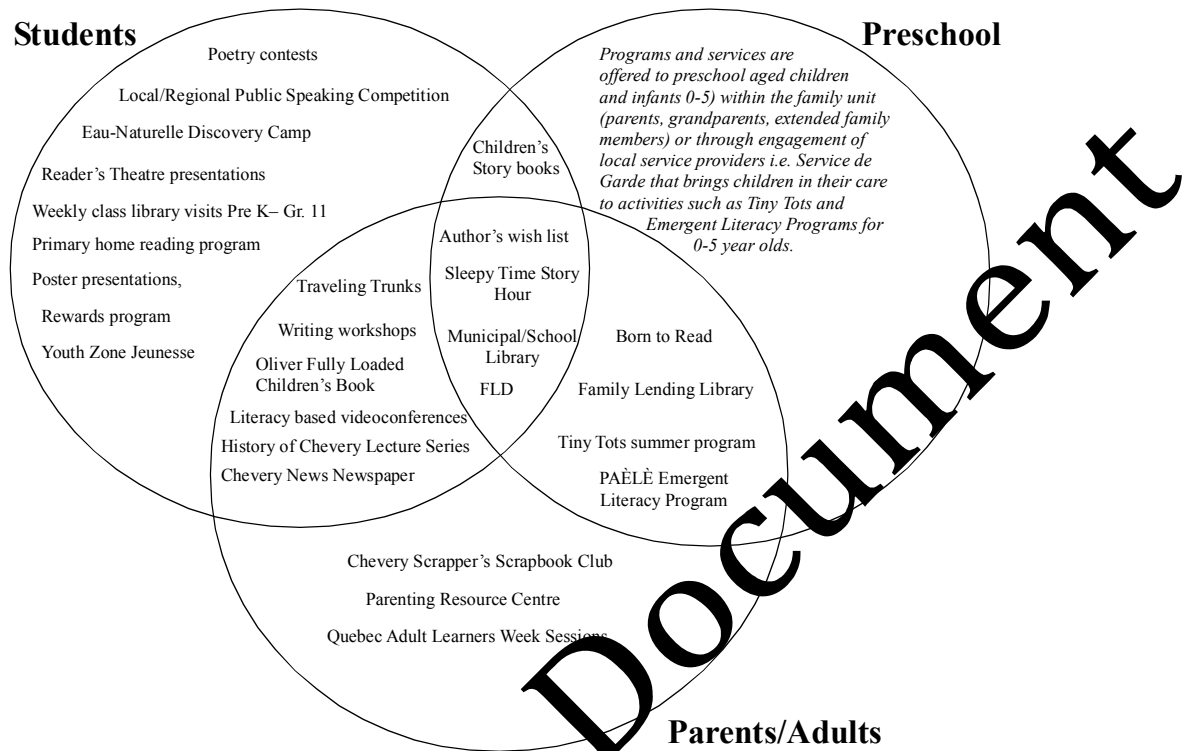 Students
Poetry contests
Local/Regional Public Speaking Competition
Eau-Naturelle Discovery Camp
Reader's Theatre presentations
Weekly class library visits Pre K– Gr. 11
Primary home reading program
Poster presentations,
Rewards program
Youth Zone Jeunesse
Preschool
Programs and services are
offered to preschool aged children
and infants 0-5) within the family unit
(parents, grandparents, extended family
members) or through engagement of
local service providers i.e. Service de
Garde that brings children in their care
to activities such as Tiny Tots and
Emergent Literacy Programs for
0-5 year olds.
Children's
Story books
Author's wish list
Sleepy Time Story
Hour
Municipal/School
Library
FLD
Traveling Trunks
Writing workshops
Oliver Fully Loaded
Children's Book
Literacy based videoconferences
History of Chevery Lecture Series
Chevery News Newspaper
Born to Read
Family Lending Library
Tiny Tots summer program
PAÈLÈ Emergent
Literacy Program
Chevery Scrapper's Scrapbook Club
Parenting Resource Centre
Quebec Adult Learners Week Sessions
Parents/Adults
Document